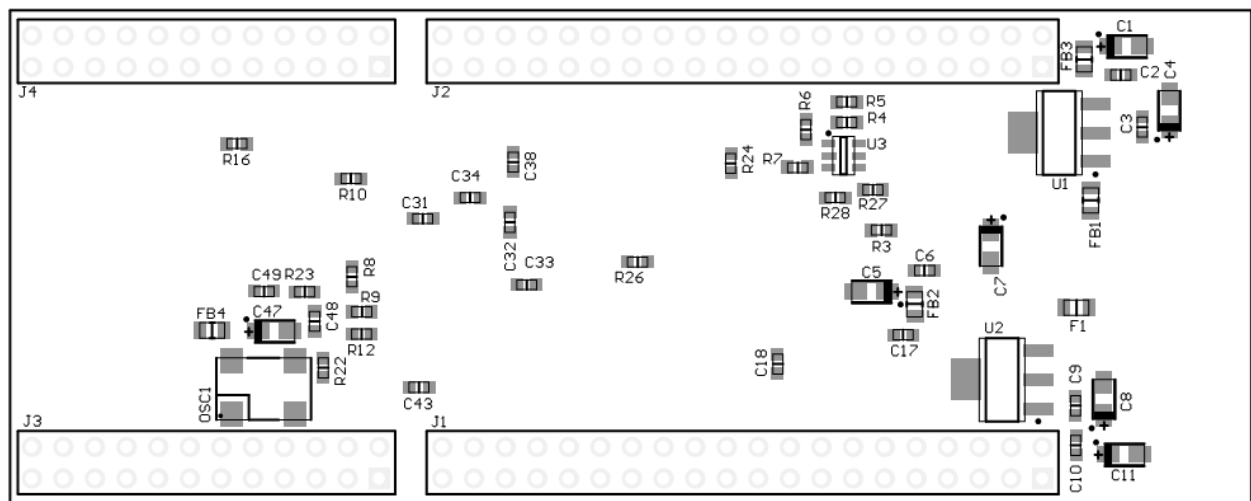 C1
FB3
C2
C4
J4
J2
C3
R6
R5
R4
U3
R16
C38
R24
R7
U1
R10
C34
R27
R28
FB1
C31
C32
R3
C6
C7
R8
C33
R26
C5
FB2
C49
R23
R9
FB4
C47
C48
F1
R12
C17
U2
R22
C18
OSC1
C43
C9
C8
J3
J1
C10
C11